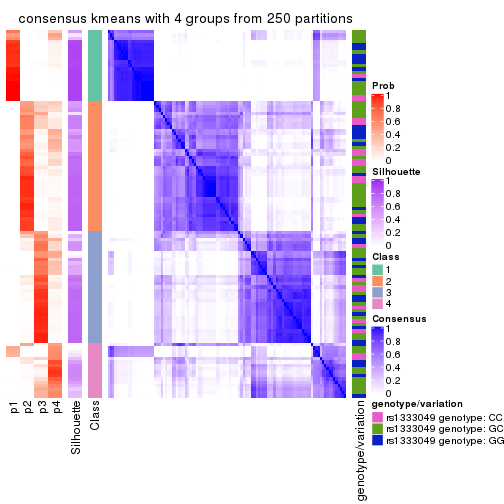 consensus kmeans with 4 groups from 250 partitions
Prob
1
0.8
0.6
0.4
0.2
0
Silhouette
1
0.8
0.6
0.4
0.2
0
Class
1
2
3
4
Consensus
1
0.8
0.6
0.4
0.2
0
genotype/variation
rs1333049 genotype: CC
rs1333049 genotype: GC
rs1333049 genotype: GG
p1
p2
p3
p4
Silhouette
Class
genotype/variation